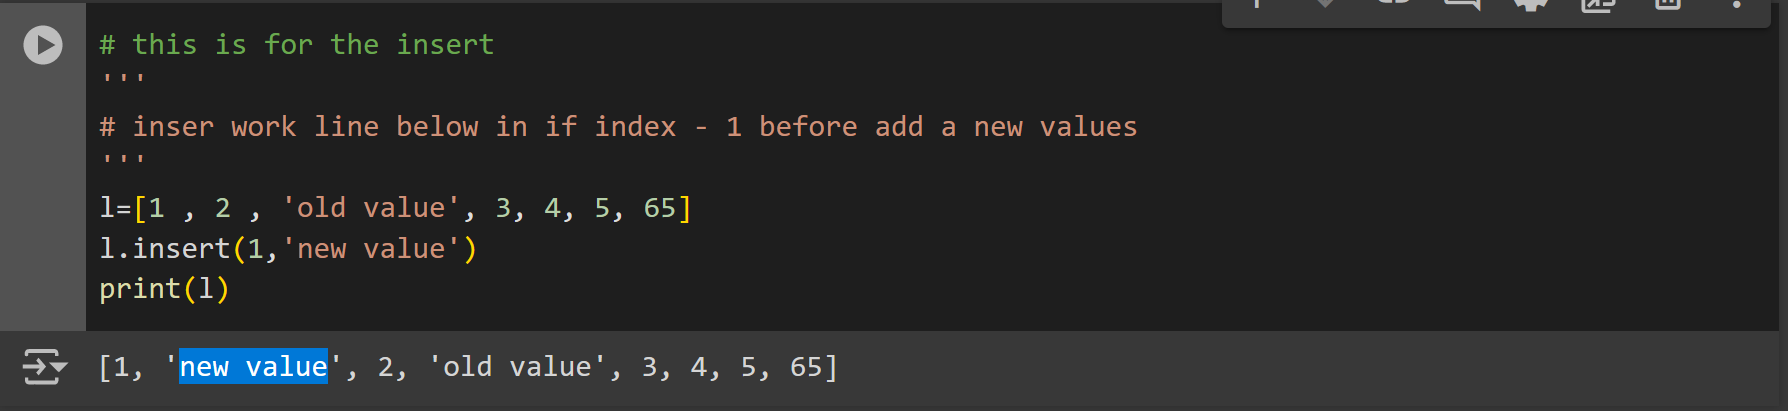 # this is for the insert
'''
# inser work line below in if index - 1 before add a new values
'''
l=[1 , 2 , 'old value', 3, 4, 5, 65]
l.insert(1,'new value')
print(l)
[1, 'new value', 2, 'old value', 3, 4, 5, 65]